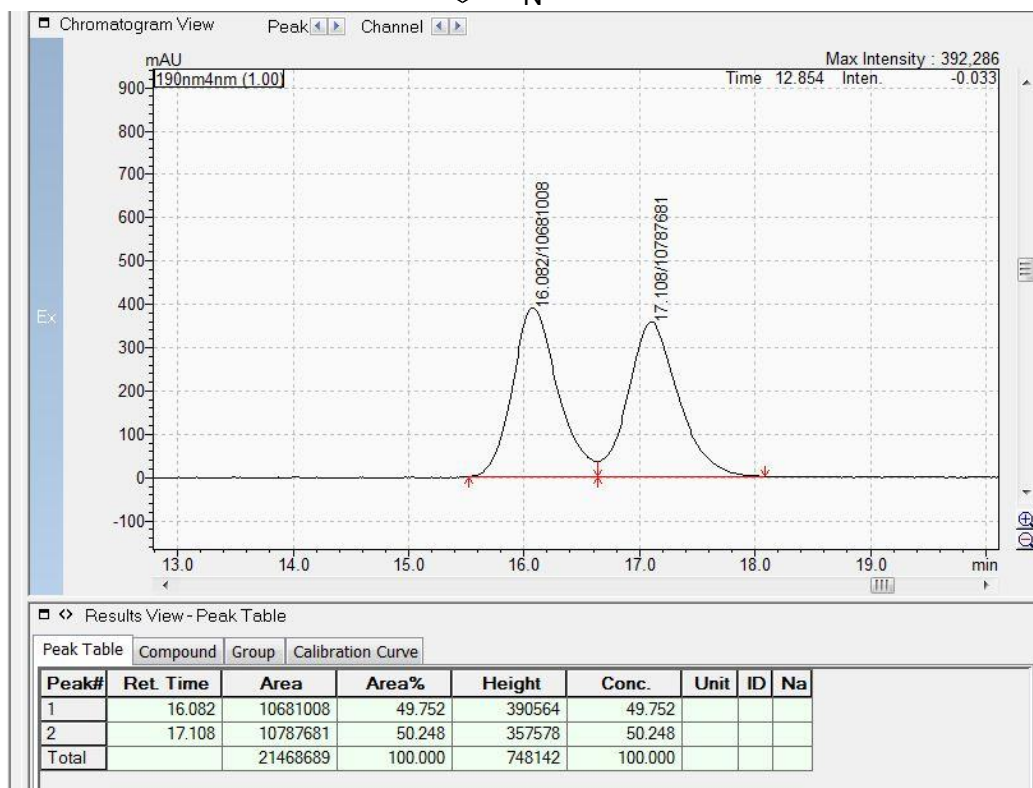 N
Chromatogram View Peak Channel
mAU
Max Intensity : 392,286
190nm4nm (1.00)
Time 12.854 Inten. -0.033
900
800
700
600
500
400
300
200
100
0
-100
16.082/10681008
17.108/10787681
Ex
13.0 14.0 15.0 16.0 17.0 18.0 19.0 min
Results View - Peak Table
Peak Table Compound Group Calibration Curve
Peak# Ret. Time Area Area% Height Conc. Unit ID Na
1 16.082 10681008 49.752 390564 49.752
2 17.108 10787681 50.248 357578 50.248
Total 21468689 100.000 748142 100.000